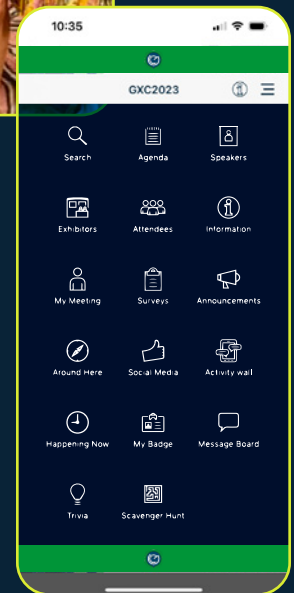 10:35
GXC2023
Search Agenda Speakers
Exhibitors Attendees Information
My Meeting Surveys Announcements
Around Here Social Media Activity wall
Happening Now My Badge Message Board
Trivia Scavenger Hunt